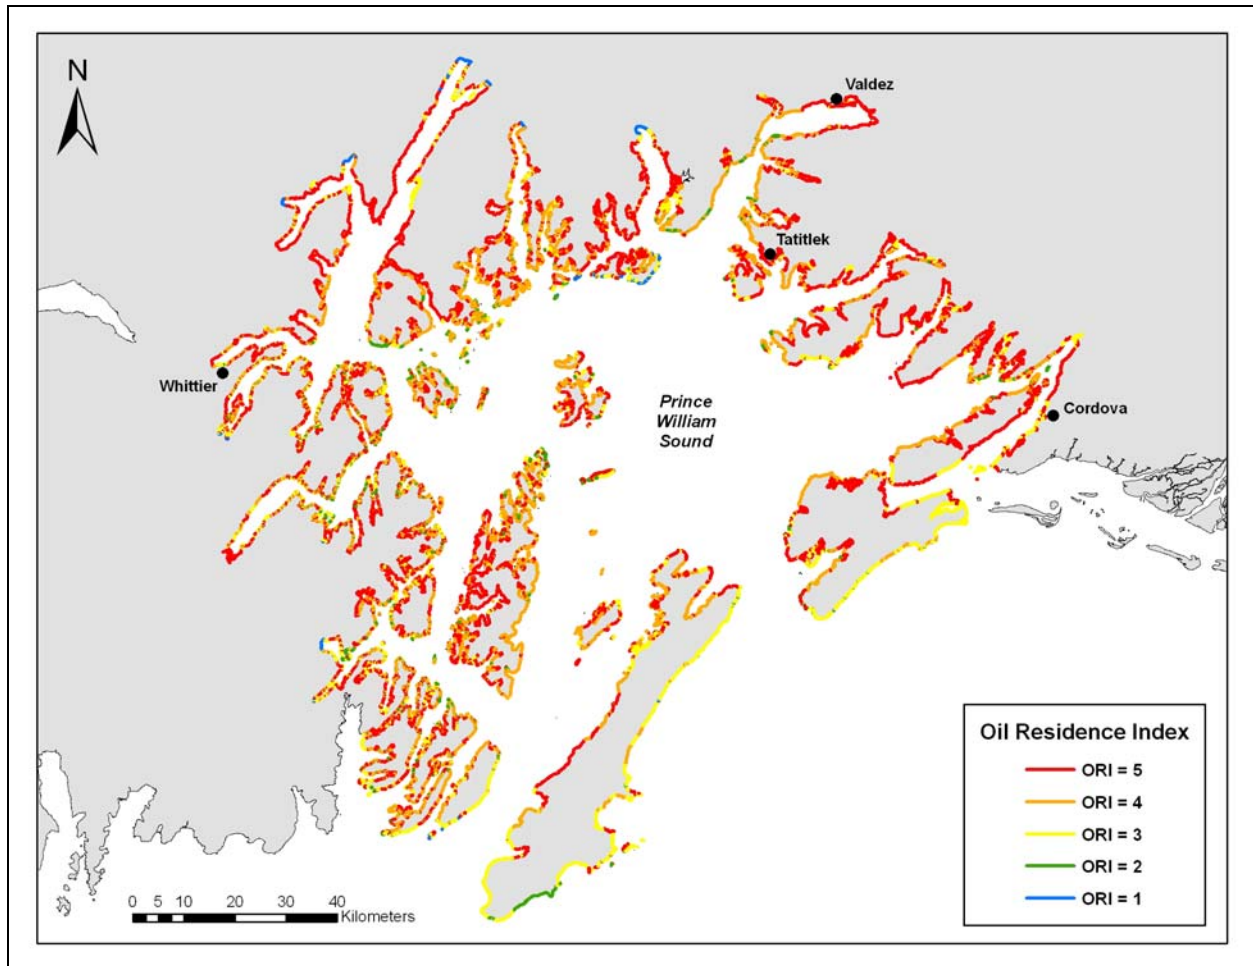 N
Valdez
Tatitlek
Whittier
Prince
William
Sound
Cordova
Oil Residence Index
ORI = 5
ORI = 4
ORI = 3
ORI = 2
ORI = 1
0 5 10 20 30 40
Kilometers